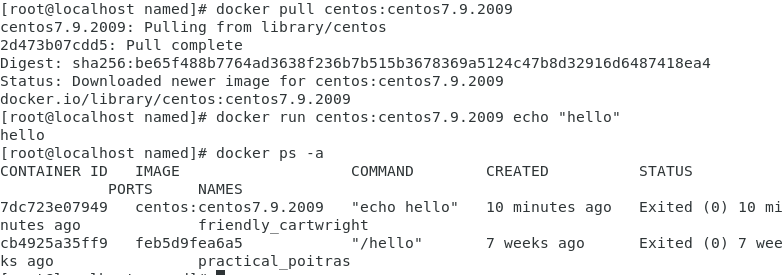 [root@localhost named]# docker pull centos:centos7.9.2009
centos7.9.2009: Pulling from library/centos
2d473b07cdd5: Pull complete
Digest: sha256:be65f488b7764ad3638f236b7b515b3678369a5124c47b8d32916d6487418ea4
Status: Downloaded newer image for centos:centos7.9.2009
docker.io/library/centos:centos7.9.2009
[root@localhost named]# docker run centos:centos7.9.2009 echo "hello"
hello
[root@localhost named]# docker ps -a
CONTAINER ID   IMAGE                   COMMAND        CREATED          STATUS
            PORTS     NAMES
7dc723e07949   centos:centos7.9.2009   "echo hello"   10 minutes ago   Exited (0) 10 mi
nutes ago             friendly_cartwright
cb4925a35ff9   feb5d9fea6a5            "/hello"       7 weeks ago      Exited (0) 7 wee
ks ago                practical_poitras
[root@localhost named]#